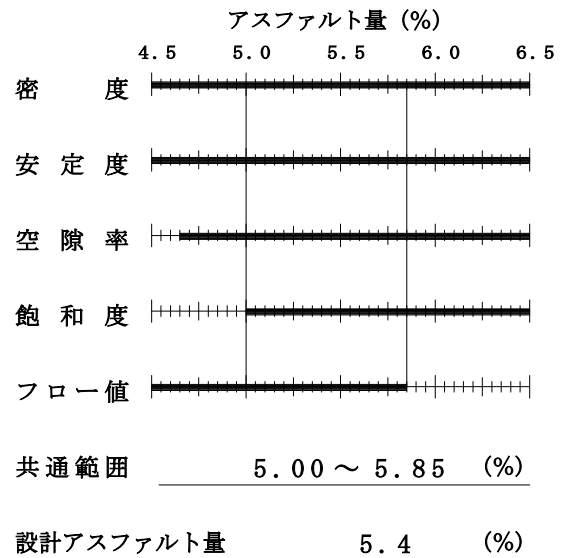 アスファルト量 (%)
4.5 5.0 5.5 6.0 6.5
密度
安定度
空隙率
飽和度
フロー値
共通範囲 5.00～5.85 (%)
設計アスファルト量 5.4 (%)